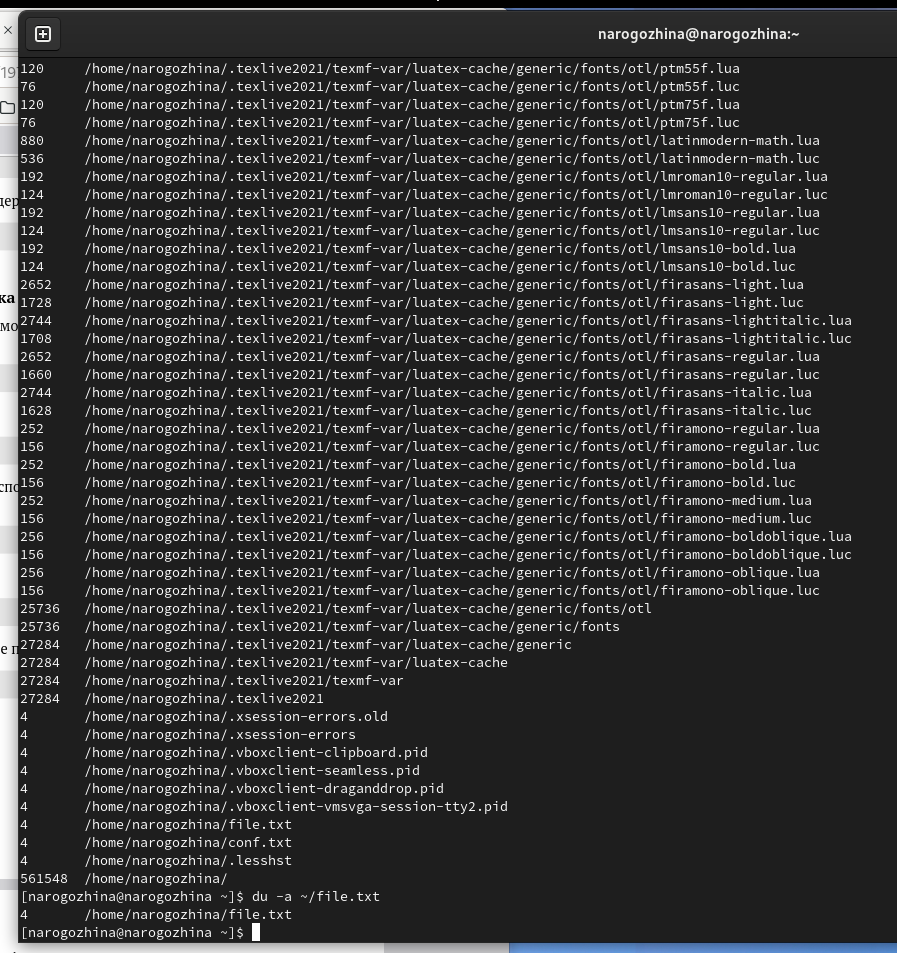 narogozhina@narogozhina:~
120     /home/narogozhina/.texlive2021/texmf-var/luatex-cache/generic/fonts/otl/ptm55f.lua
76      /home/narogozhina/.texlive2021/texmf-var/luatex-cache/generic/fonts/otl/ptm55f.luc
120     /home/narogozhina/.texlive2021/texmf-var/luatex-cache/generic/fonts/otl/ptm75f.lua
76      /home/narogozhina/.texlive2021/texmf-var/luatex-cache/generic/fonts/otl/ptm75f.luc
880     /home/narogozhina/.texlive2021/texmf-var/luatex-cache/generic/fonts/otl/latinmodern-math.lua
536     /home/narogozhina/.texlive2021/texmf-var/luatex-cache/generic/fonts/otl/latinmodern-math.luc
192     /home/narogozhina/.texlive2021/texmf-var/luatex-cache/generic/fonts/otl/lmroman10-regular.lua
124     /home/narogozhina/.texlive2021/texmf-var/luatex-cache/generic/fonts/otl/lmroman10-regular.luc
192     /home/narogozhina/.texlive2021/texmf-var/luatex-cache/generic/fonts/otl/lmsans10-regular.lua
124     /home/narogozhina/.texlive2021/texmf-var/luatex-cache/generic/fonts/otl/lmsans10-regular.luc
192     /home/narogozhina/.texlive2021/texmf-var/luatex-cache/generic/fonts/otl/lmsans10-bold.lua
124     /home/narogozhina/.texlive2021/texmf-var/luatex-cache/generic/fonts/otl/lmsans10-bold.luc
2652    /home/narogozhina/.texlive2021/texmf-var/luatex-cache/generic/fonts/otl/firasans-light.lua
1728    /home/narogozhina/.texlive2021/texmf-var/luatex-cache/generic/fonts/otl/firasans-light.luc
2744    /home/narogozhina/.texlive2021/texmf-var/luatex-cache/generic/fonts/otl/firasans-lightitalic.lua
1708    /home/narogozhina/.texlive2021/texmf-var/luatex-cache/generic/fonts/otl/firasans-lightitalic.luc
2652    /home/narogozhina/.texlive2021/texmf-var/luatex-cache/generic/fonts/otl/firasans-regular.lua
1660    /home/narogozhina/.texlive2021/texmf-var/luatex-cache/generic/fonts/otl/firasans-regular.luc
2744    /home/narogozhina/.texlive2021/texmf-var/luatex-cache/generic/fonts/otl/firasans-italic.lua
1628    /home/narogozhina/.texlive2021/texmf-var/luatex-cache/generic/fonts/otl/firasans-italic.luc
252     /home/narogozhina/.texlive2021/texmf-var/luatex-cache/generic/fonts/otl/firamono-regular.lua
156     /home/narogozhina/.texlive2021/texmf-var/luatex-cache/generic/fonts/otl/firamono-regular.luc
252     /home/narogozhina/.texlive2021/texmf-var/luatex-cache/generic/fonts/otl/firamono-bold.lua
156     /home/narogozhina/.texlive2021/texmf-var/luatex-cache/generic/fonts/otl/firamono-bold.luc
252     /home/narogozhina/.texlive2021/texmf-var/luatex-cache/generic/fonts/otl/firamono-medium.lua
156     /home/narogozhina/.texlive2021/texmf-var/luatex-cache/generic/fonts/otl/firamono-medium.luc
256     /home/narogozhina/.texlive2021/texmf-var/luatex-cache/generic/fonts/otl/firamono-boldoblique.lua
156     /home/narogozhina/.texlive2021/texmf-var/luatex-cache/generic/fonts/otl/firamono-boldoblique.luc
256     /home/narogozhina/.texlive2021/texmf-var/luatex-cache/generic/fonts/otl/firamono-oblique.lua
156     /home/narogozhina/.texlive2021/texmf-var/luatex-cache/generic/fonts/otl/firamono-oblique.luc
25736   /home/narogozhina/.texlive2021/texmf-var/luatex-cache/generic/fonts/otl
25736   /home/narogozhina/.texlive2021/texmf-var/luatex-cache/generic/fonts
27284   /home/narogozhina/.texlive2021/texmf-var/luatex-cache/generic
27284   /home/narogozhina/.texlive2021/texmf-var/luatex-cache
27284   /home/narogozhina/.texlive2021/texmf-var
27284   /home/narogozhina/.texlive2021
4       /home/narogozhina/.xsession-errors.old
4       /home/narogozhina/.xsession-errors
4       /home/narogozhina/.vboxclient-clipboard.pid
4       /home/narogozhina/.vboxclient-seamless.pid
4       /home/narogozhina/.vboxclient-draganddrop.pid
4       /home/narogozhina/.vboxclient-vmsvga-session-tty2.pid
4       /home/narogozhina/file.txt
4       /home/narogozhina/conf.txt
4       /home/narogozhina/.lesshst
561548  /home/narogozhina/
[narogozhina@narogozhina ~]$ du -a ~/file.txt
4       /home/narogozhina/file.txt
[narogozhina@narogozhina ~]$